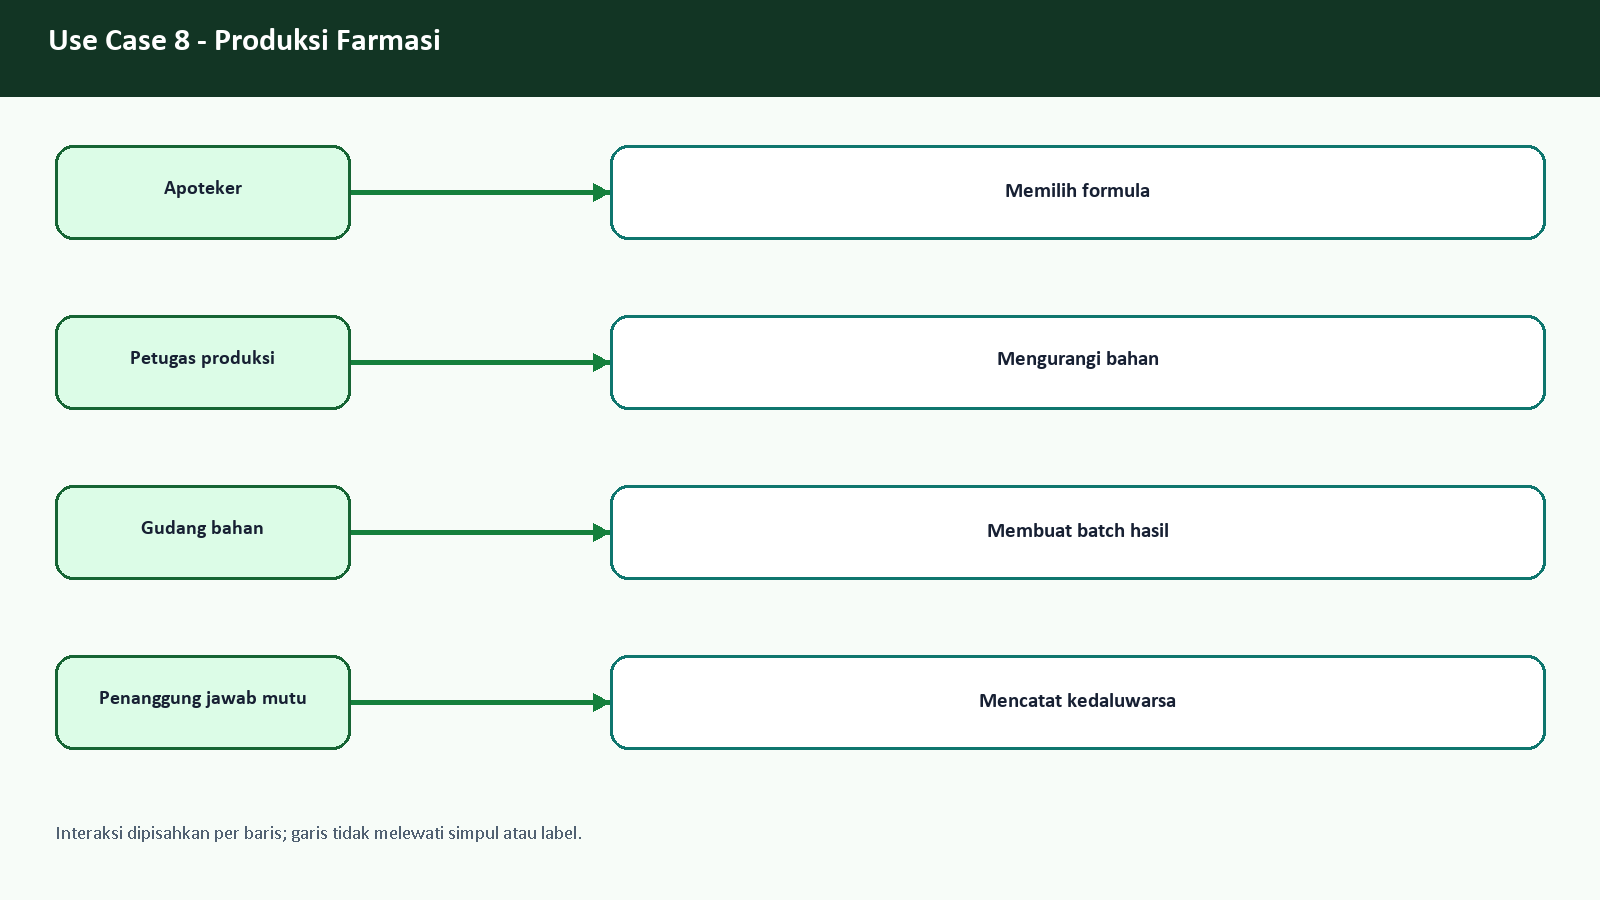 Use Case 8 - Produksi Farmasi
Apoteker
Memilih formula
Petugas produksi
Mengurangi bahan
Gudang bahan
Membuat batch hasil
Penanggung jawab mutu
Mencatat kedaluwarsa
Interaksi dipisahkan per baris; garis tidak melewati simpul atau label.